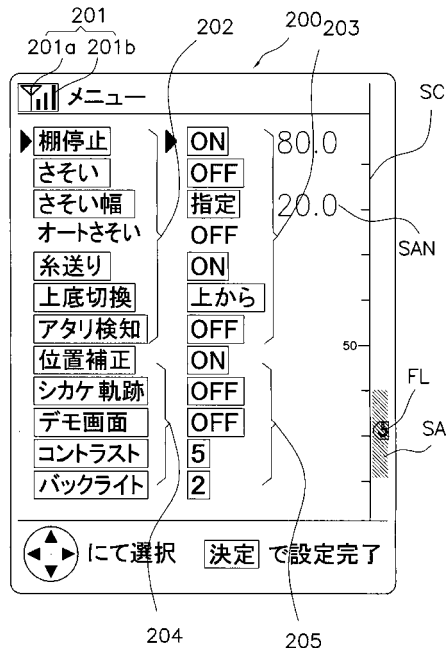 201
201a 201b
202
200
203
メニュー
SC
棚停止 ON 80.0
さそい OFF
さそい幅 指定 20.0
SAN
オートさそい OFF
糸送り ON
上底切換 上から
アタリ検知 OFF
50
位置補正 ON
FL
シカケ軌跡 OFF
デモ画面 OFF
SA
コントラスト 5
バックライト 2
にて選択 決定 で設定完了
204
205